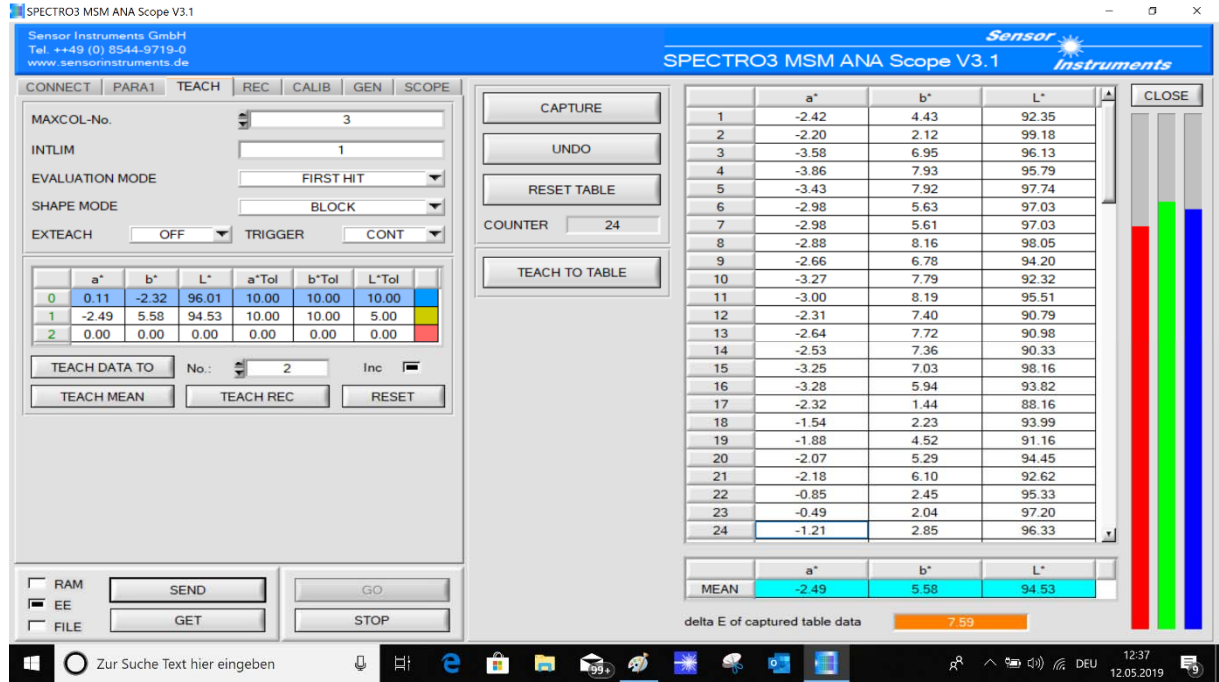 SPECTRO3 MSM ANA Scope V3.1
Sensor Instruments GmbH
Tel. ++49 (0) 8544-9719-0
www.sensorinstruments.de
Sensor
Instruments
SPECTRO3 MSM ANA Scope V3.1
CONNECT PARA1 TEACH REC CALIB GEN SCOPE
MAXCOL-No. 3
INTLIM 1
EVALUATION MODE FIRST HIT
SHAPE MODE BLOCK
EXTEACH OFF TRIGGER CONT
a* b* L* a*Tol b*Tol L*Tol
0 0.11 -2.32 96.01 10.00 10.00 10.00
1 -2.49 5.58 94.53 10.00 10.00 5.00
2 0.00 0.00 0.00 0.00 0.00 0.00
TEACH DATA TO No.: 2 Inc
TEACH MEAN TEACH REC RESET
RAM
EE
FILE
SEND
GET
GO
STOP
CAPTURE
UNDO
RESET TABLE
COUNTER 24
TEACH TO TABLE
CLOSE
a* b* L*
1 -2.42 4.43 92.35
2 -2.20 2.12 99.18
3 -3.58 6.95 96.13
4 -3.86 7.93 95.79
5 -3.43 7.92 97.74
6 -2.98 5.63 97.03
7 -2.98 5.61 97.03
8 -2.88 8.16 98.05
9 -2.66 6.78 94.20
10 -3.27 7.79 92.32
11 -3.00 8.19 95.51
12 -2.31 7.40 90.79
13 -2.64 7.72 90.98
14 -2.53 7.36 90.33
15 -3.25 7.03 98.16
16 -3.28 5.94 93.82
17 -2.32 1.44 88.16
18 -1.54 2.23 93.99
19 -1.88 4.52 91.16
20 -2.07 5.29 94.45
21 -2.18 6.10 92.62
22 -0.85 2.45 95.33
23 -0.49 2.04 97.20
24 -1.21 2.85 96.33
a* b* L*
MEAN -2.49 5.58 94.53
delta E of captured table data 7.59
Zur Suche Text hier eingeben
99+
DEU
12:37
12.05.2019
9